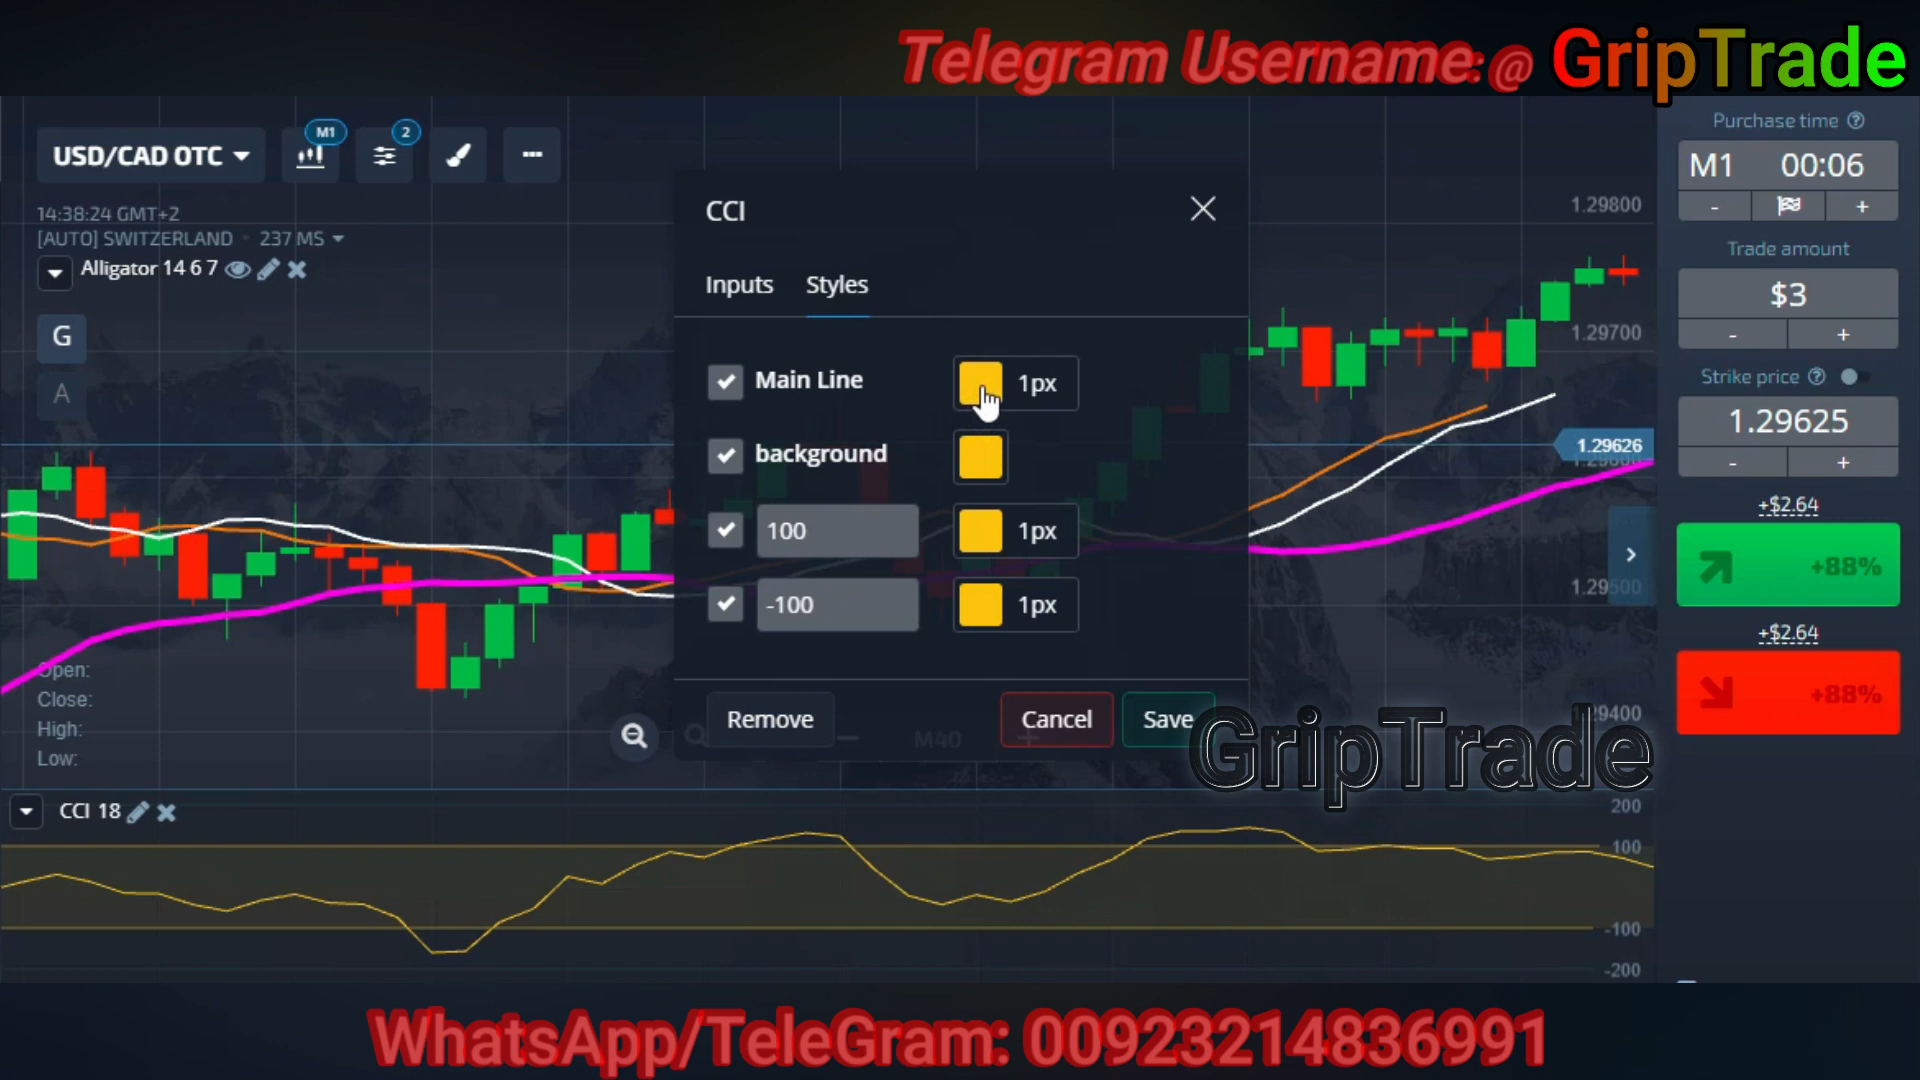 Telegram Username:@ GripTrade
USD/CAD OTC
M1
2
14:38:24 GMT+2
[AUTO] SWITZERLAND 237 MS
Alligator 14 6 7
G
A
Open:
Close:
High:
Low:
CCI
Inputs Styles
Main Line 1px
background
100 1px
-100 1px
Remove Cancel Save
M40
GripTrade
1.29800
1.29700
1.29626
1.29500
1.29400
Purchase time
M1 00:06
- +
Trade amount
$3
- +
Strike price
1.29625
- +
+$2.64
+88%
+$2.64
+88%
CCI 18
200
100
-100
-200
WhatsApp/TeleGram: 00923214836991